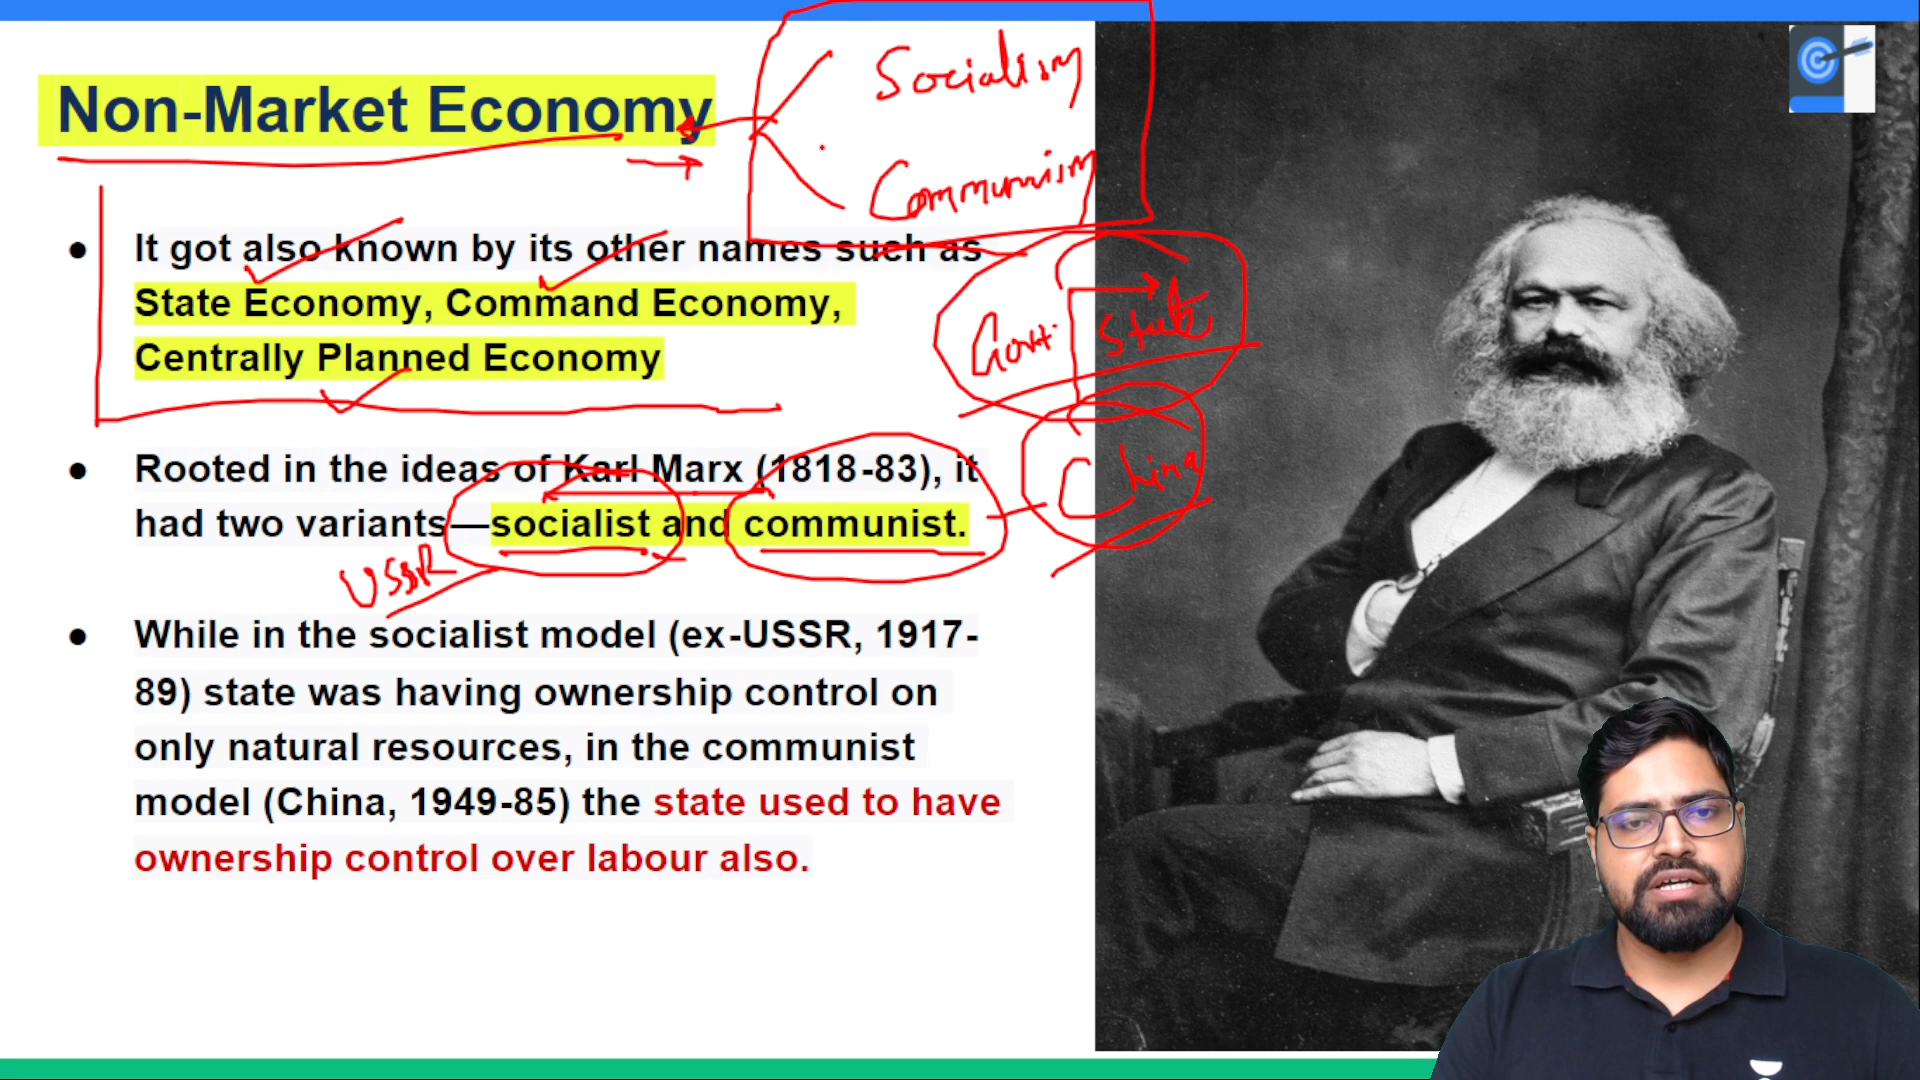 Non-Market Economy
Socialism
Communism
● It got also known by its other names such as
State Economy, Command Economy,
Centrally Planned Economy
Govt. State
● Rooted in the ideas of Karl Marx (1818-83), it
had two variants—socialist and communist.
China
USSR
● While in the socialist model (ex-USSR, 1917-
89) state was having ownership control on
only natural resources, in the communist
model (China, 1949-85) the state used to have
ownership control over labour also.